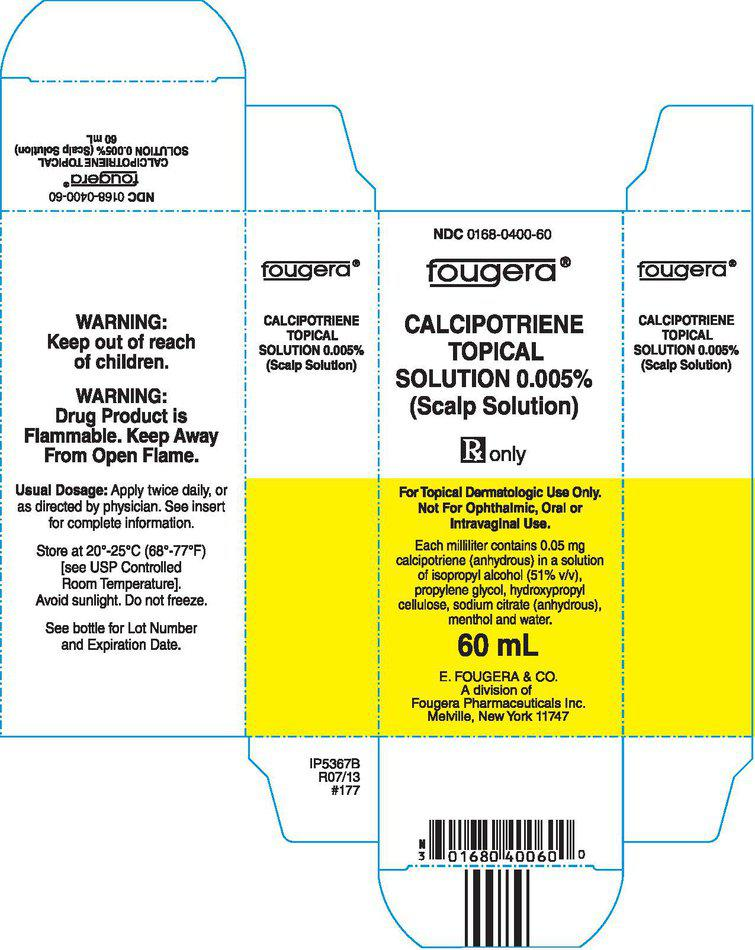 NDC 0168-0400-60
fougera®
CALCIPOTRIENE TOPICAL
SOLUTION 0.005% (Scalp Solution)
60 mL
WARNING:
Keep out of reach
of children.
WARNING:
Drug Product is
Flammable. Keep Away
From Open Flame.
Usual Dosage: Apply twice daily, or
as directed by physician. See insert
for complete information.
Store at 20°-25°C (68°-77°F)
[see USP Controlled
Room Temperature].
Avoid sunlight. Do not freeze.
See bottle for Lot Number
and Expiration Date.
fougera®
CALCIPOTRIENE
TOPICAL
SOLUTION 0.005%
(Scalp Solution)
NDC 0168-0400-60
fougera®
CALCIPOTRIENE
TOPICAL
SOLUTION 0.005%
(Scalp Solution)
Rx only
For Topical Dermatologic Use Only.
Not For Ophthalmic, Oral or
Intravaginal Use.
Each milliliter contains 0.05 mg
calcipotriene (anhydrous) in a solution
of isopropyl alcohol (51% v/v),
propylene glycol, hydroxypropyl
cellulose, sodium citrate (anhydrous),
menthol and water.
60 mL
E. FOUGERA & CO.
A division of
Fougera Pharmaceuticals Inc.
Melville, New York 11747
fougera®
CALCIPOTRIENE
TOPICAL
SOLUTION 0.005%
(Scalp Solution)
IP5367B
R07/13
#177
N
3 01680 40060 0